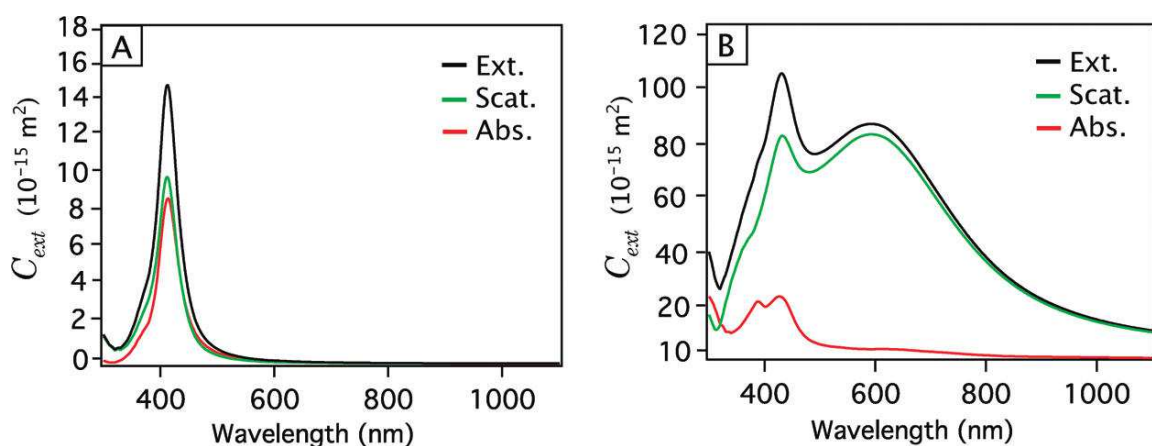 A
Ext.
Scat.
Abs.
18
16
14
12
10
8
6
4
2
0
C_ext (10⁻¹⁵ m²)
400
600
800
1000
Wavelength (nm)
B
Ext.
Scat.
Abs.
120
100
80
60
40
20
10
C_ext (10⁻¹⁵ m²)
400
600
800
1000
Wavelength (nm)